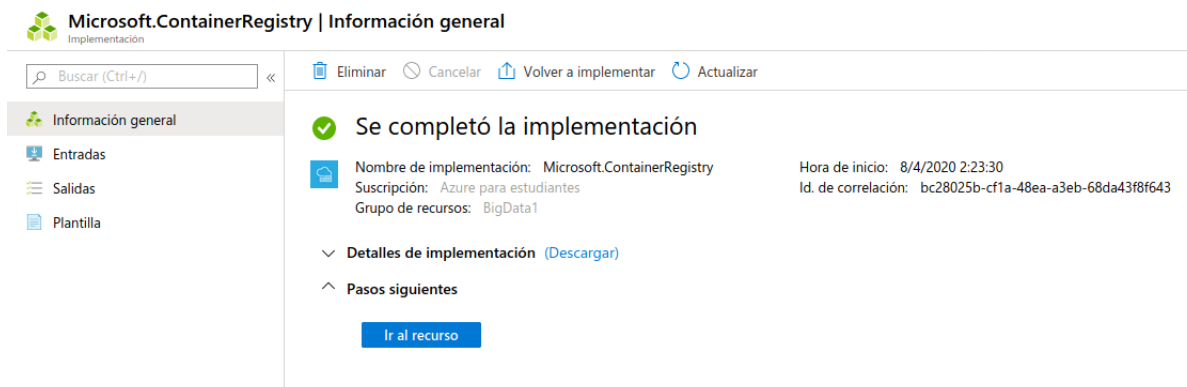 Microsoft.ContainerRegistry | Información general
Implementación
Buscar (Ctrl+/)
«
Eliminar Cancelar Volver a implementar Actualizar
Información general
Entradas
Salidas
Plantilla
Se completó la implementación
Nombre de implementación: Microsoft.ContainerRegistry
Suscripción: Azure para estudiantes
Grupo de recursos: BigData1
Hora de inicio: 8/4/2020 2:23:30
Id. de correlación: bc28025b-cf1a-48ea-a3eb-68da43f8f643
Detalles de implementación (Descargar)
Pasos siguientes
Ir al recurso